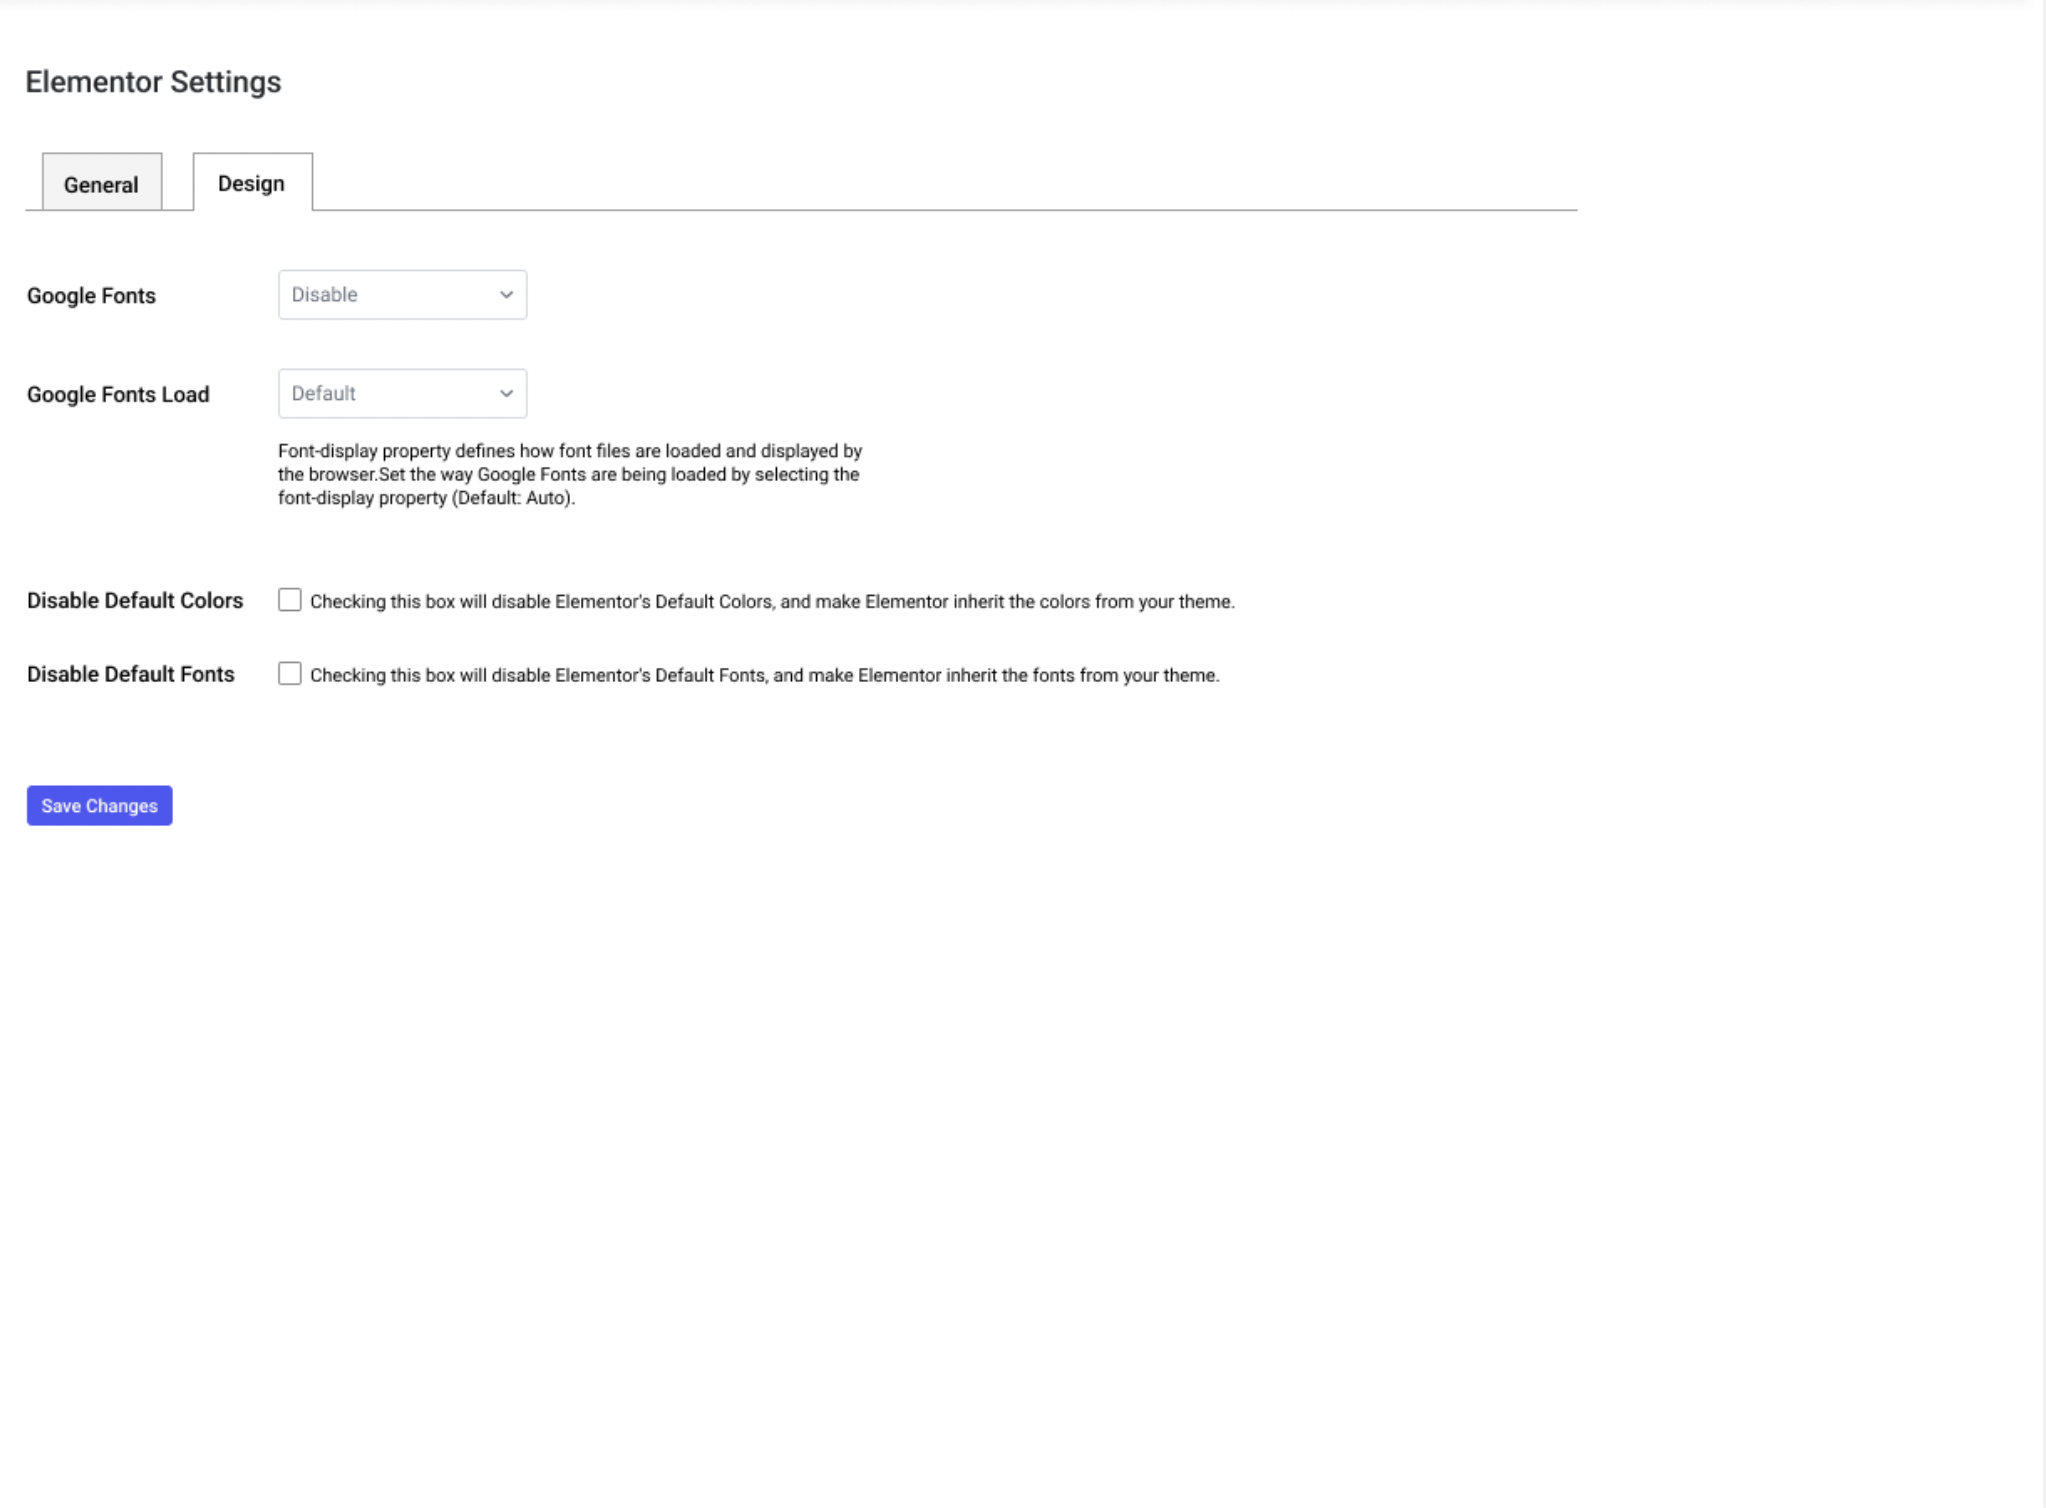 Elementor Settings
General
Design
Google Fonts
Disable
Google Fonts Load
Default
Font-display property defines how font files are loaded and displayed by
the browser.Set the way Google Fonts are being loaded by selecting the
font-display property (Default: Auto).
Disable Default Colors
Checking this box will disable Elementor's Default Colors, and make Elementor inherit the colors from your theme.
Disable Default Fonts
Checking this box will disable Elementor's Default Fonts, and make Elementor inherit the fonts from your theme.
Save Changes